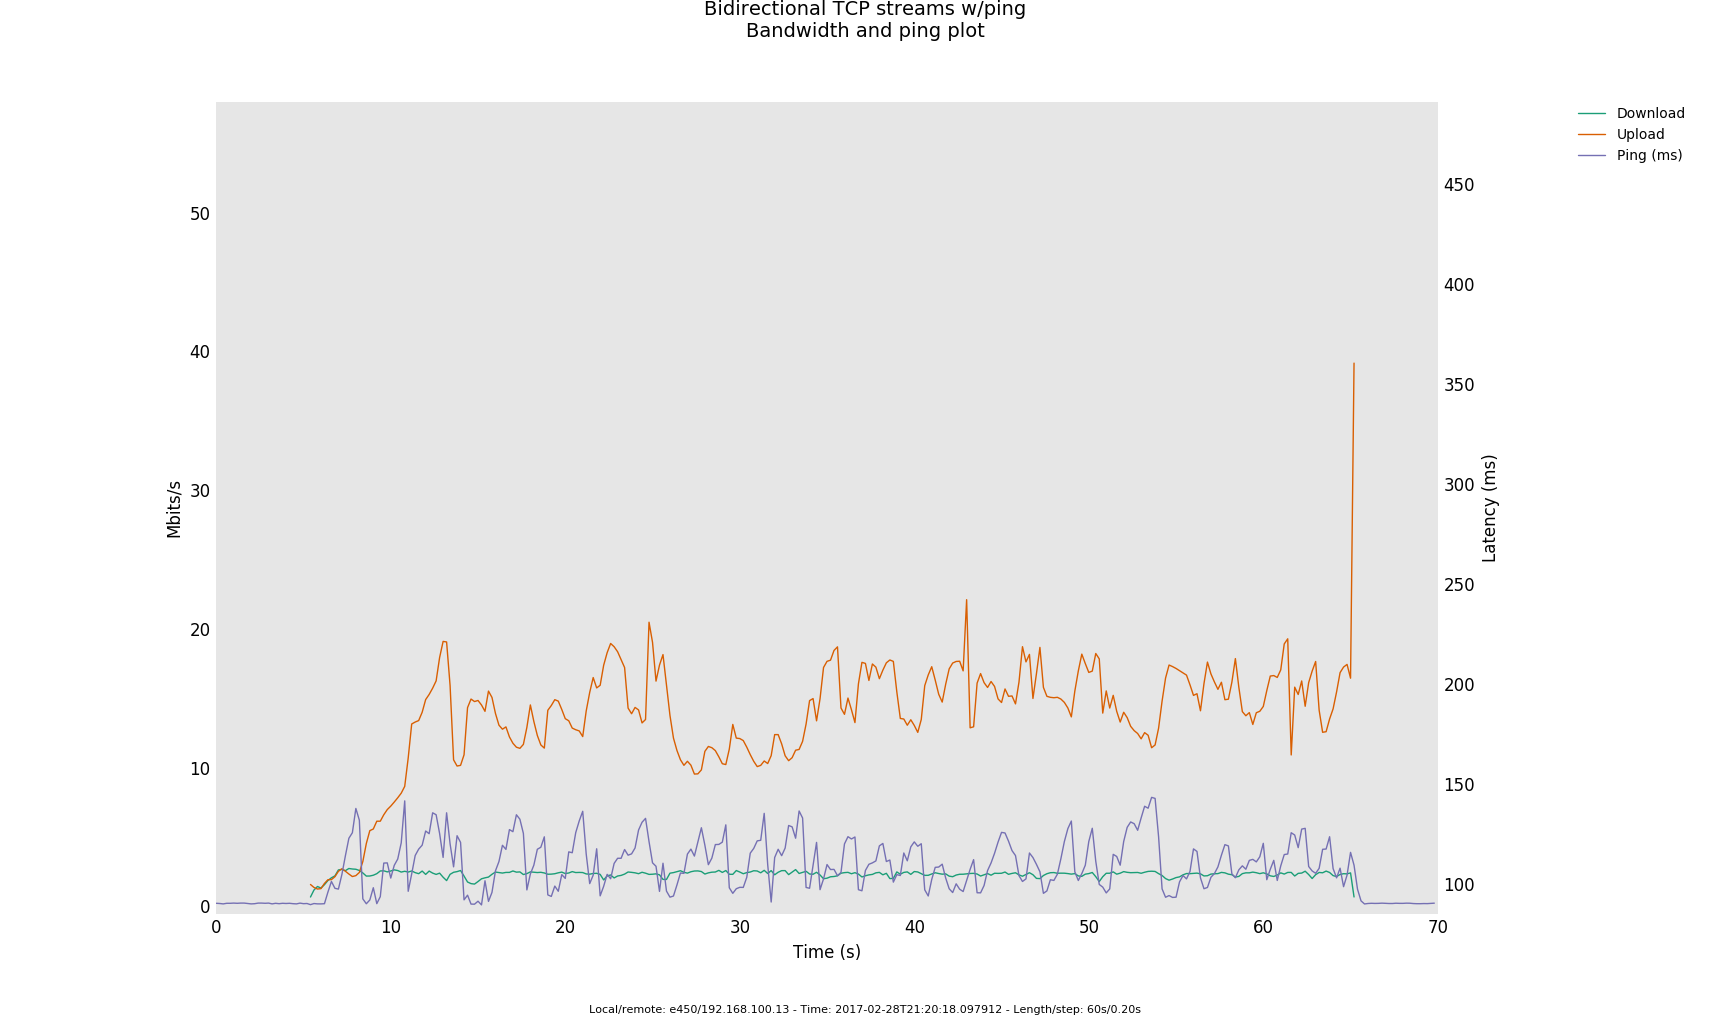 Bidirectional TCP streams w/ping
Bandwidth and ping plot
Download
Upload
Ping (ms)
50
40
30
20
10
0
Mbits/s
450
400
350
300
250
200
150
100
Latency (ms)
0 10 20 30 40 50 60 70
Time (s)
Local/remote: e450/192.168.100.13 - Time: 2017-02-28T21:20:18.097912 - Length/step: 60s/0.20s